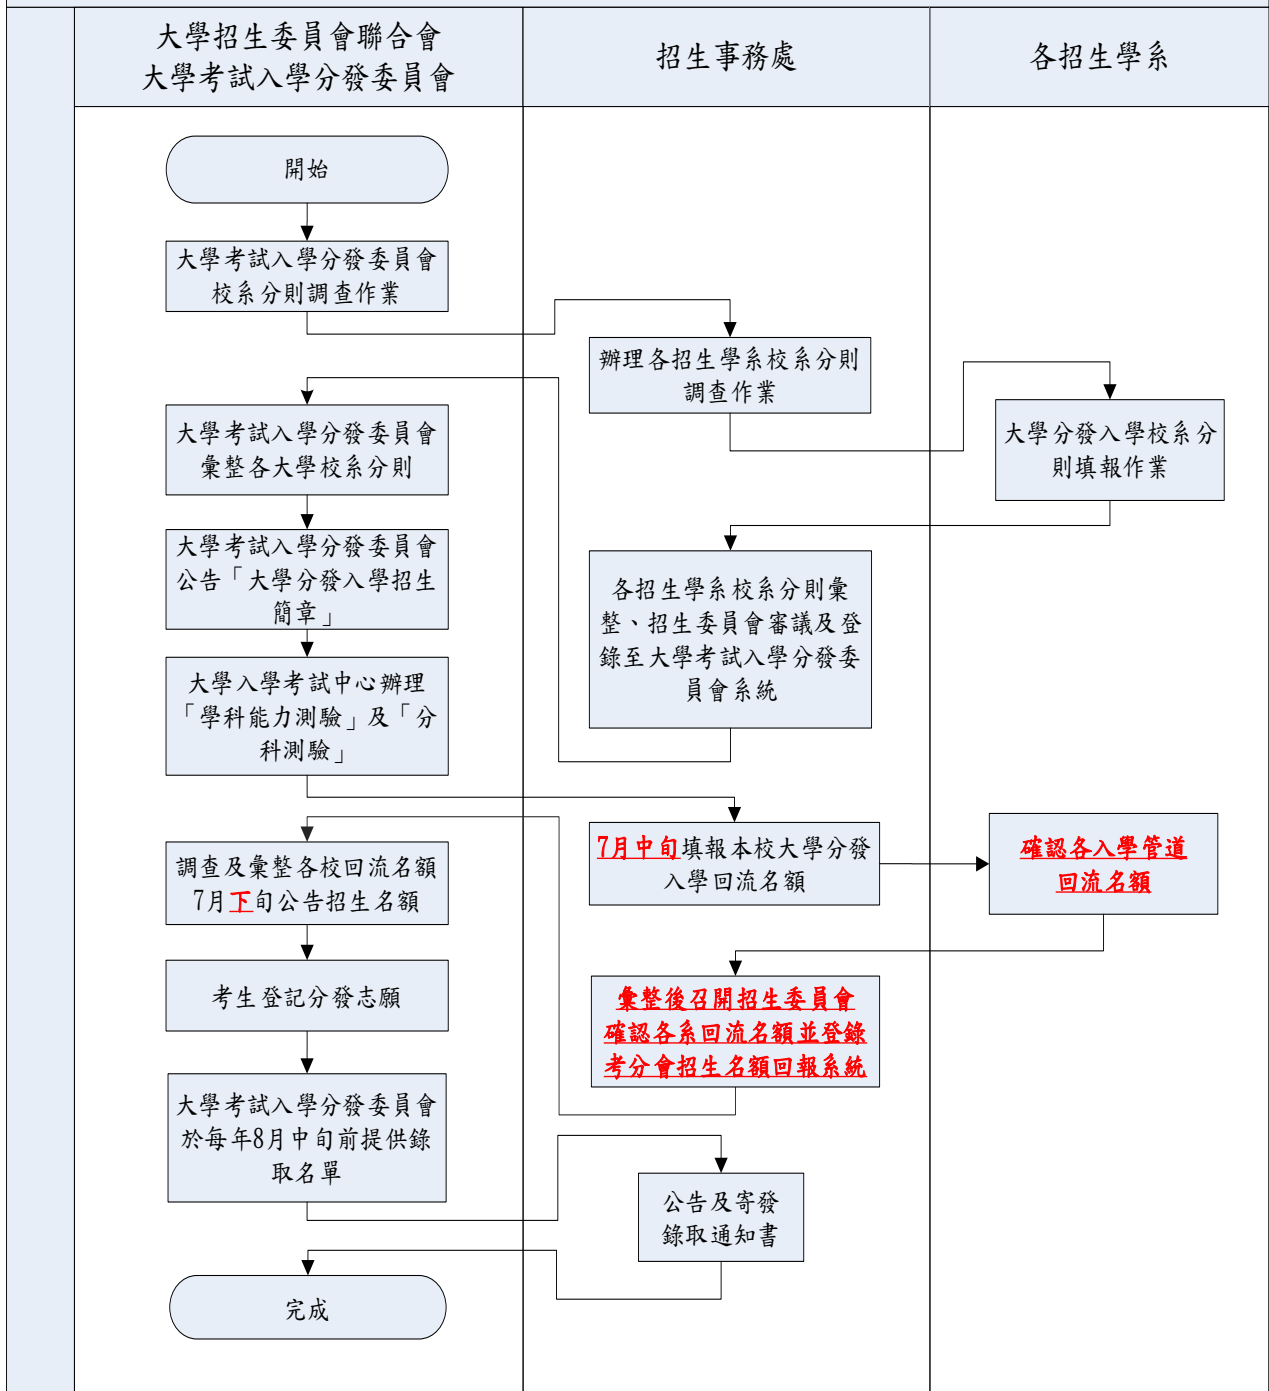 大學招生委員會聯合會
大學考試入學分發委員會
招生事務處
各招生學系
開始
大學考試入學分發委員會
校系分則調查作業
辦理各招生學系校系分則
調查作業
大學分發入學校系分
則填報作業
大學考試入學分發委員會
彙整各大學校系分則
大學考試入學分發委員會
公告「大學分發入學招生
簡章」
各招生學系校系分則彙
整、招生委員會審議及登
錄至大學考試入學分發委
員會系統
大學入學考試中心辦理
「學科能力測驗」及「分
科測驗」
7月中旬填報本校大學分發
入學回流名額
確認各入學管道
回流名額
調查及彙整各校回流名額
7月下旬公告招生名額
彙整後召開招生委員會
確認各系回流名額並登錄
考分會招生名額回報系統
考生登記分發志願
大學考試入學分發委員會
於每年8月中旬前提供錄
取名單
公告及寄發
錄取通知書
完成